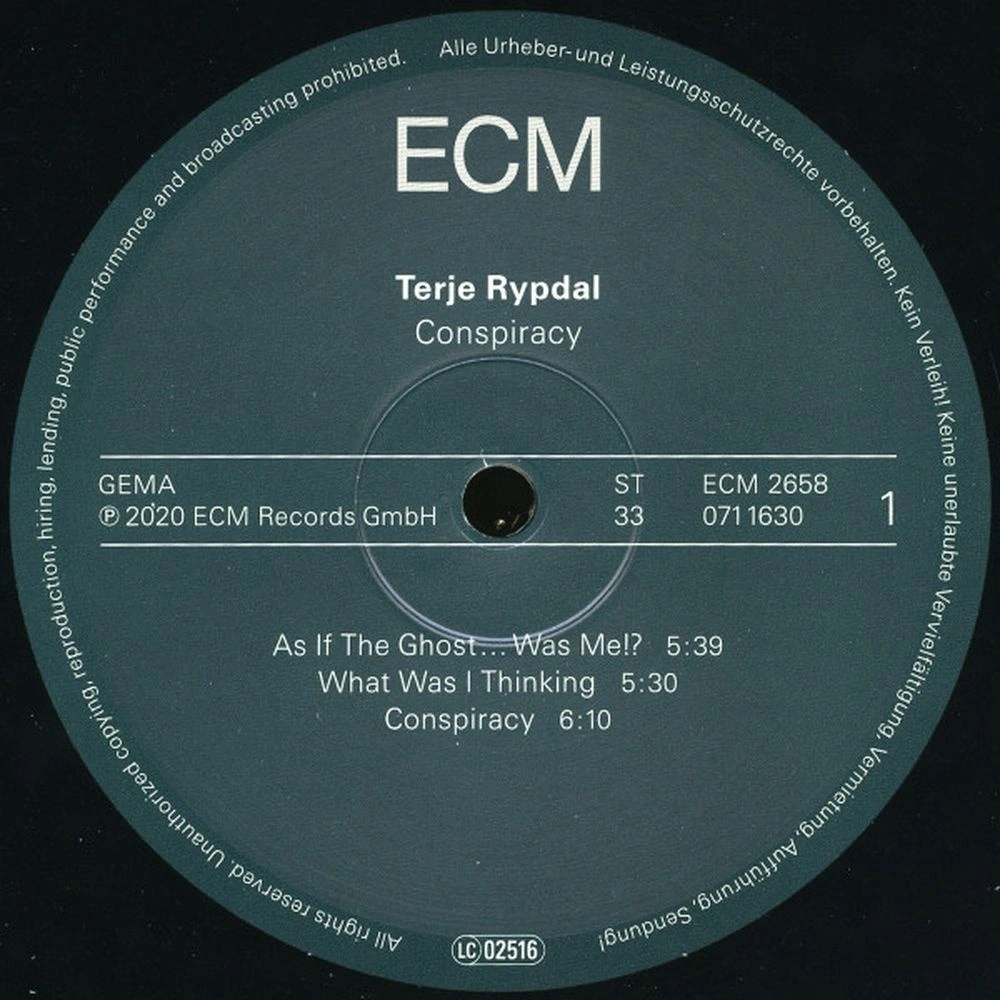 ECM
Terje Rypdal
Conspiracy
GEMA
℗ 2020 ECM Records GmbH
ST
33
ECM 2658
071 1630
1
As If The Ghost... Was Me!? 5:39
What Was I Thinking 5:30
Conspiracy 6:10
LC 02516
All rights reserved. Unauthorized copying, reproduction, hiring, lending, public performance and broadcasting prohibited.
Alle Urheber- und Leistungsschutzrechte vorbehalten. Kein Verleih! Keine unerlaubte Vervielfältigung, Vermietung, Aufführung, Sendung!